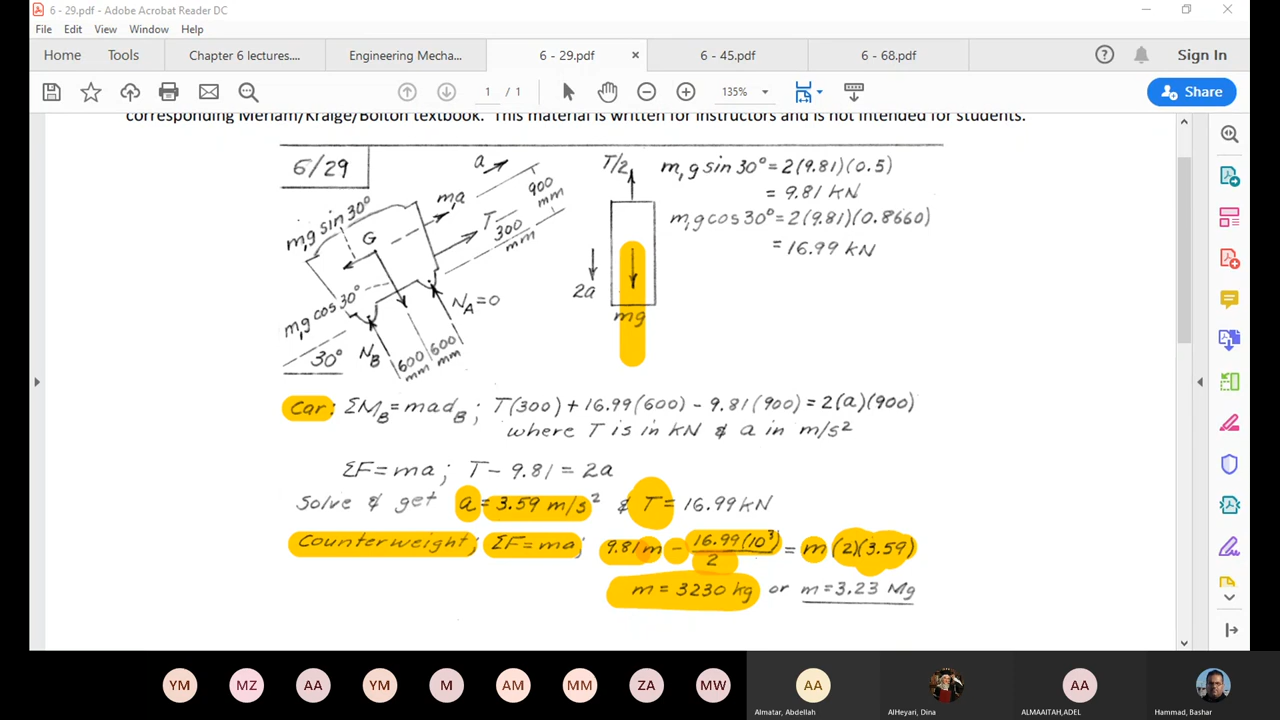 6 - 29.pdf - Adobe Acrobat Reader DC
File Edit View Window Help
Home Tools Chapter 6 lectures.... Engineering Mecha... 6 - 29.pdf × 6 - 45.pdf 6 - 68.pdf Sign In
1 / 1 135% Share
corresponding Meriam/Kraige/Bolton textbook. This material is written for instructors and is not intended for students.
6/29
a
m₁a
900 mm
T
300 mm
m₁g sin 30°
G
m₁g cos 30°
N_A = 0
N_B
30°
600 mm
600 mm
T/2
2a
mg
m₁g sin 30° = 2(9.81)(0.5)
= 9.81 kN
m₁g cos 30° = 2(9.81)(0.8660)
= 16.99 kN
Car: ΣM_B = mad_B; T(300) + 16.99(600) - 9.81(900) = 2(a)(900)
where T is in kN & a in m/s²
ΣF = ma; T - 9.81 = 2a
Solve & get a = 3.59 m/s² & T = 16.99 kN
Counterweight; ΣF = ma; 9.81m - 16.99(10³)/2 = m(2)(3.59)
m = 3230 kg or m = 3.23 Mg
YM MZ AA YM M AM MM ZA MW AA AA
Almatar, Abdellah AlHeyari, Dina ALMAAITAH,ADEL Hammad, Bashar